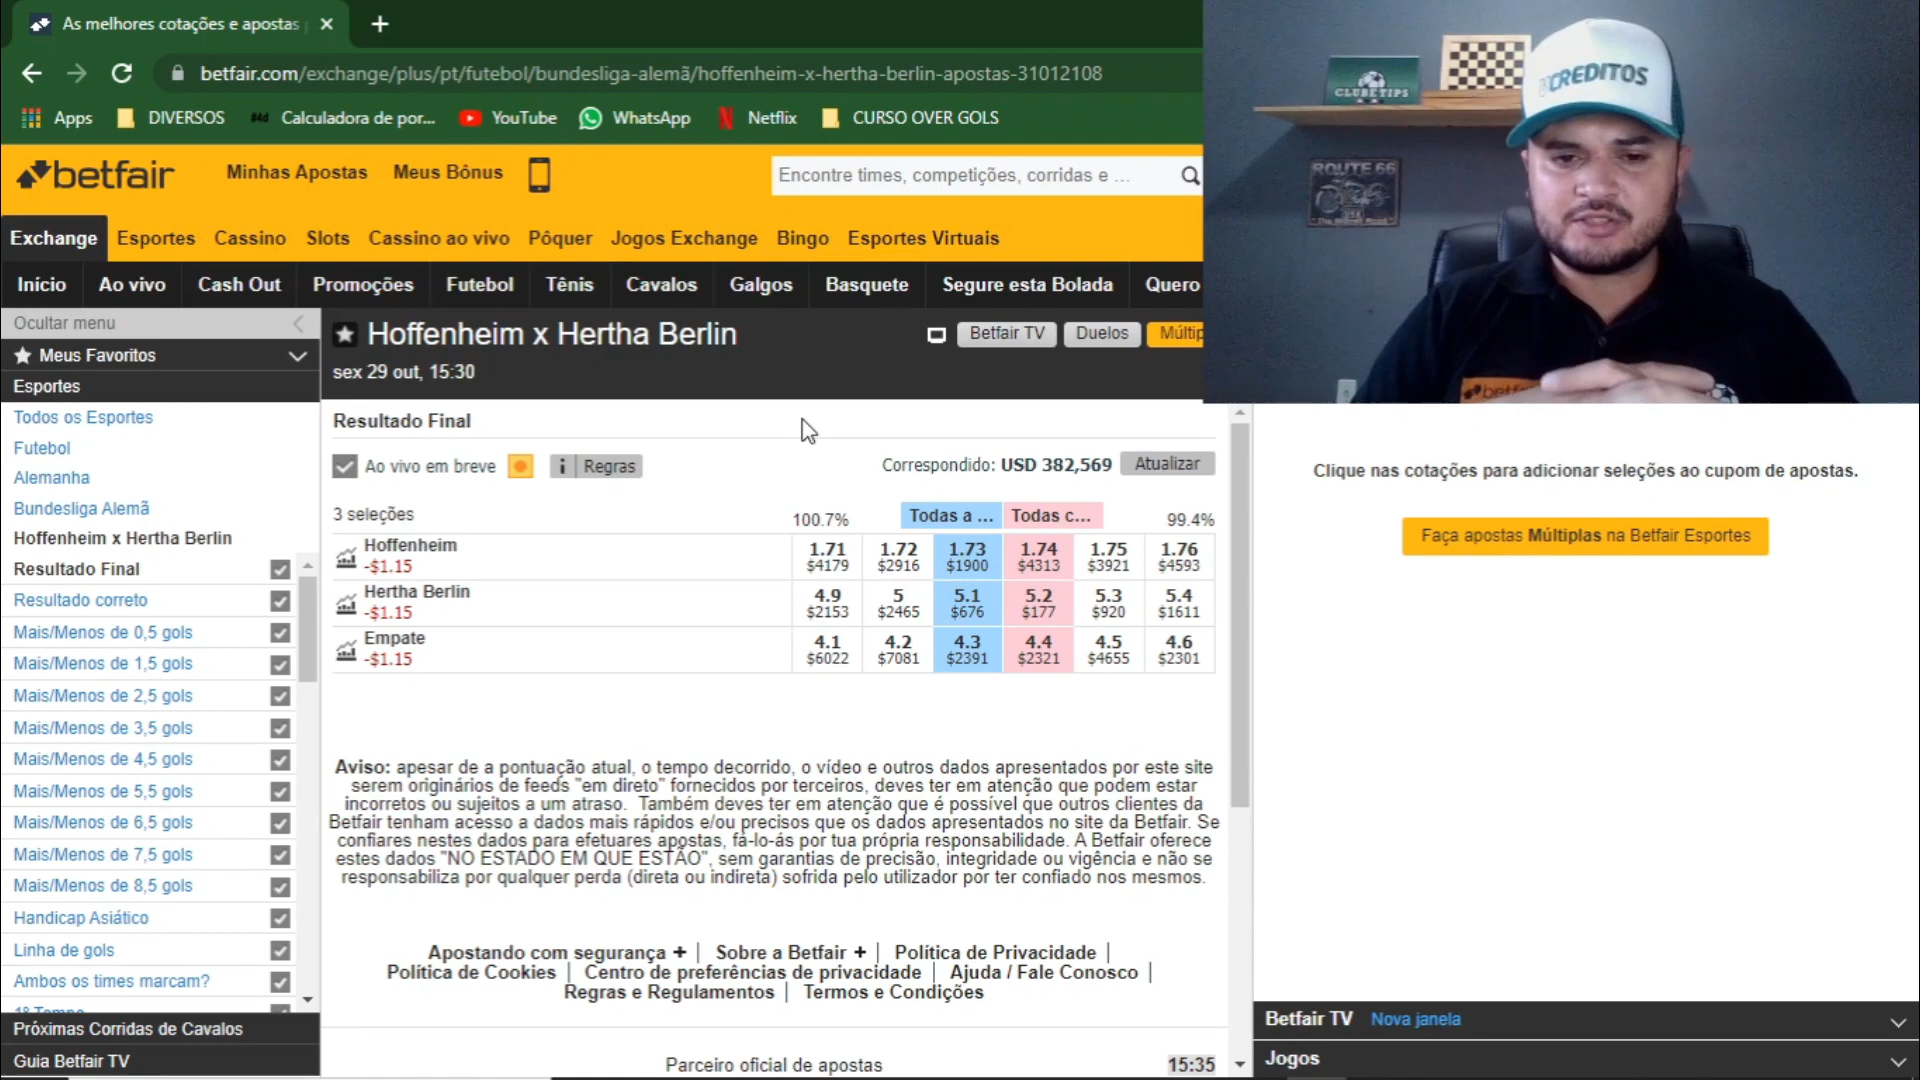 As melhores cotações e apostas
betfair.com/exchange/plus/pt/futebol/bundesliga-alemã/hoffenheim-x-hertha-berlin-apostas-31012108
Apps DIVERSOS Calculadora de por... YouTube WhatsApp Netflix CURSO OVER GOLS
betfair Minhas Apostas Meus Bônus Encontre times, competições, corridas e ...
Exchange Esportes Cassino Slots Cassino ao vivo Pôquer Jogos Exchange Bingo Esportes Virtuais
Início Ao vivo Cash Out Promoções Futebol Tênis Cavalos Galgos Basquete Segure esta Bolada Quero
CLUBETIPS
CREDITOS
ROUTE 66
betfair
Ocultar menu
Meus Favoritos
Esportes
Todos os Esportes
Futebol
Alemanha
Bundesliga Alemã
Hoffenheim x Hertha Berlin
Resultado Final
Resultado correto
Mais/Menos de 0,5 gols
Mais/Menos de 1,5 gols
Mais/Menos de 2,5 gols
Mais/Menos de 3,5 gols
Mais/Menos de 4,5 gols
Mais/Menos de 5,5 gols
Mais/Menos de 6,5 gols
Mais/Menos de 7,5 gols
Mais/Menos de 8,5 gols
Handicap Asiático
Linha de gols
Ambos os times marcam?
1º Tempo
Próximas Corridas de Cavalos
Guia Betfair TV
Hoffenheim x Hertha Berlin Betfair TV Duelos Múltip
sex 29 out, 15:30
Resultado Final
Ao vivo em breve i Regras Correspondido: USD 382,569 Atualizar
3 seleções 100.7% Todas a ... Todas c... 99.4%
Hoffenheim 1.71 1.72 1.73 1.74 1.75 1.76
-$1.15 $4179 $2916 $1900 $4313 $3921 $4593
Hertha Berlin 4.9 5 5.1 5.2 5.3 5.4
-$1.15 $2153 $2465 $676 $177 $920 $1611
Empate 4.1 4.2 4.3 4.4 4.5 4.6
-$1.15 $6022 $7081 $2391 $2321 $4655 $2301
Aviso: apesar de a pontuação atual, o tempo decorrido, o vídeo e outros dados apresentados por este site
serem originários de feeds "em direto" fornecidos por terceiros, deves ter em atenção que podem estar
incorretos ou sujeitos a um atraso. Também deves ter em atenção que é possível que outros clientes da
Betfair tenham acesso a dados mais rápidos e/ou precisos que os dados apresentados no site da Betfair. Se
confiares nestes dados para efetuares apostas, fá-lo-ás por tua própria responsabilidade. A Betfair oferece
estes dados "NO ESTADO EM QUE ESTÃO", sem garantias de precisão, integridade ou vigência e não se
responsabiliza por qualquer perda (direta ou indireta) sofrida pelo utilizador por ter confiado nos mesmos.
Apostando com segurança + | Sobre a Betfair + | Política de Privacidade |
Política de Cookies | Centro de preferências de privacidade | Ajuda / Fale Conosco |
Regras e Regulamentos | Termos e Condições
Parceiro oficial de apostas 15:35
Clique nas cotações para adicionar seleções ao cupom de apostas.
Faça apostas Múltiplas na Betfair Esportes
Betfair TV Nova janela
Jogos